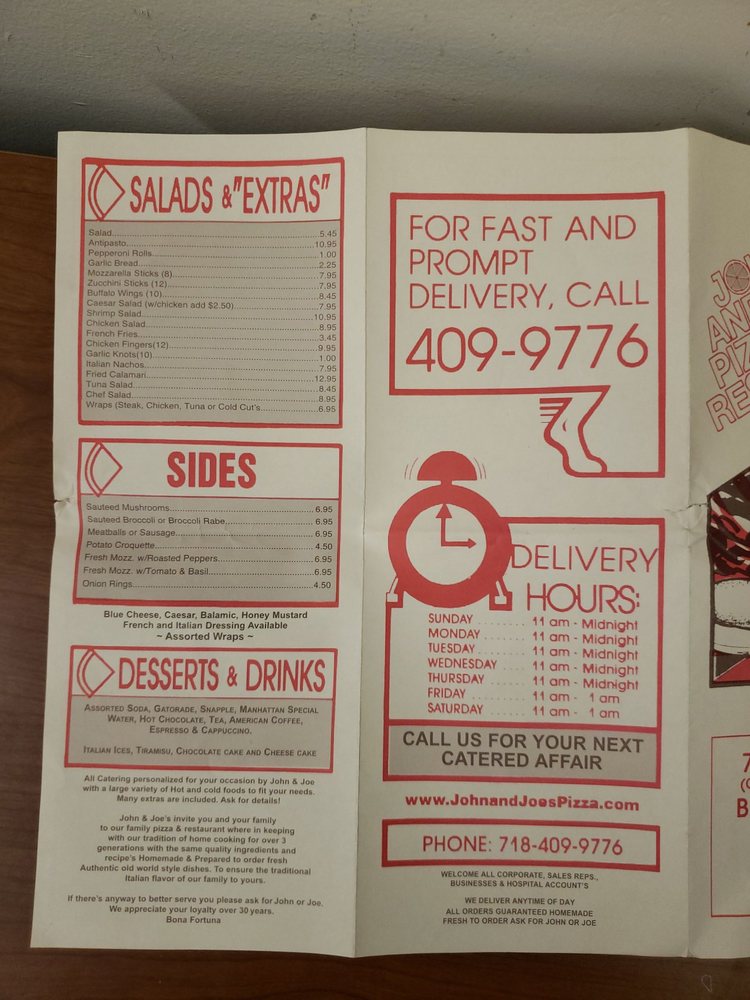 SALADS & "EXTRAS"
Salad 5.45
Antipasto 10.95
Pepperoni Rolls 1.00
Garlic Bread 2.25
Mozzarella Sticks (8) 7.95
Zucchini Sticks (12) 7.95
Buffalo Wings (10) 8.45
Caesar Salad (w/chicken add $2.50) 7.95
Shrimp Salad 10.95
Chicken Salad 8.95
French Fries 3.45
Chicken Fingers(12) 9.95
Garlic Knots(10) 1.00
Italian Nachos 7.95
Fried Calamari 12.95
Tuna Salad 8.45
Chef Salad 8.95
Wraps (Steak, Chicken, Tuna or Cold Cut's 6.95
SIDES
Sauteed Mushrooms 6.95
Sauteed Broccoli or Broccoli Rabe 6.95
Meatballs or Sausage 6.95
Potato Croquette 4.50
Fresh Mozz. w/Roasted Peppers 6.95
Fresh Mozz. w/Tomato & Basil 6.95
Onion Rings 4.50
Blue Cheese, Caesar, Balamic, Honey Mustard
French and Italian Dressing Available
~ Assorted Wraps ~
DESSERTS & DRINKS
ASSORTED SODA, GATORADE, SNAPPLE, MANHATTAN SPECIAL
WATER, HOT CHOCOLATE, TEA, AMERICAN COFFEE,
ESPRESSO & CAPPUCCINO.
ITALIAN ICES, TIRAMISU, CHOCOLATE CAKE AND CHEESE CAKE
All Catering personalized for your occasion by John & Joe
with a large variety of Hot and cold foods to fit your needs.
Many extras are included. Ask for details!
John & Joe's invite you and your family
to our family pizza & restaurant where in keeping
with our tradition of home cooking for over 3
generations with the same quality ingredients and
recipe's Homemade & Prepared to order fresh
Authentic old world style dishes. To ensure the traditional
Italian flavor of our family to yours.
If there's anyway to better serve you please ask for John or Joe.
We appreciate your loyalty over 30 years.
Bona Fortuna
FOR FAST AND
PROMPT
DELIVERY, CALL
409-9776
DELIVERY
HOURS:
SUNDAY 11 am - Midnight
MONDAY 11 am - Midnight
TUESDAY 11 am - Midnight
WEDNESDAY 11 am - Midnight
THURSDAY 11 am - Midnight
FRIDAY 11 am - 1 am
SATURDAY 11 am - 1 am
CALL US FOR YOUR NEXT
CATERED AFFAIR
www.JohnandJoesPizza.com
PHONE: 718-409-9776
WELCOME ALL CORPORATE, SALES REPS.,
BUSINESSES & HOSPITAL ACCOUNT'S
WE DELIVER ANYTIME OF DAY
ALL ORDERS GUARANTEED HOMEMADE
FRESH TO ORDER ASK FOR JOHN OR JOE